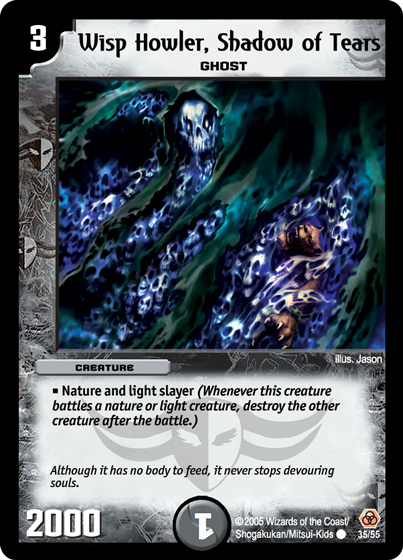 3
Wisp Howler, Shadow of Tears
GHOST
illus. Jason
CREATURE
▪ Nature and light slayer (Whenever this creature
battles a nature or light creature, destroy the other
creature after the battle.)
Although it has no body to feed, it never stops devouring
souls.
2000
1
©2005 Wizards of the Coast/
Shogakukan/Mitsui-Kids ● 35/55